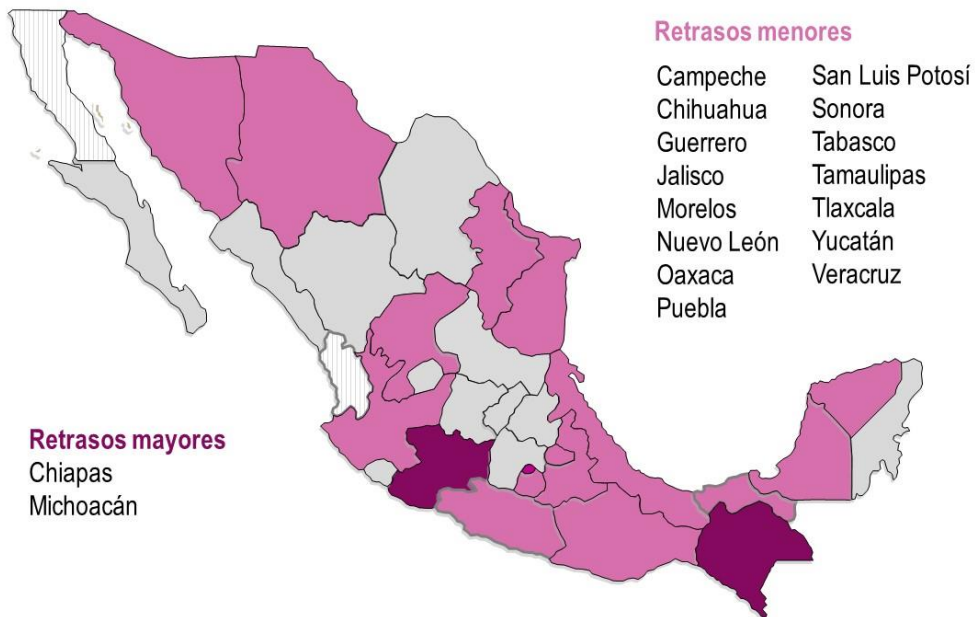 Retrasos menores
Campeche
Chihuahua
Guerrero
Jalisco
Morelos
Nuevo León
Oaxaca
Puebla
San Luis Potosí
Sonora
Tabasco
Tamaulipas
Tlaxcala
Yucatán
Veracruz
Retrasos mayores
Chiapas
Michoacán